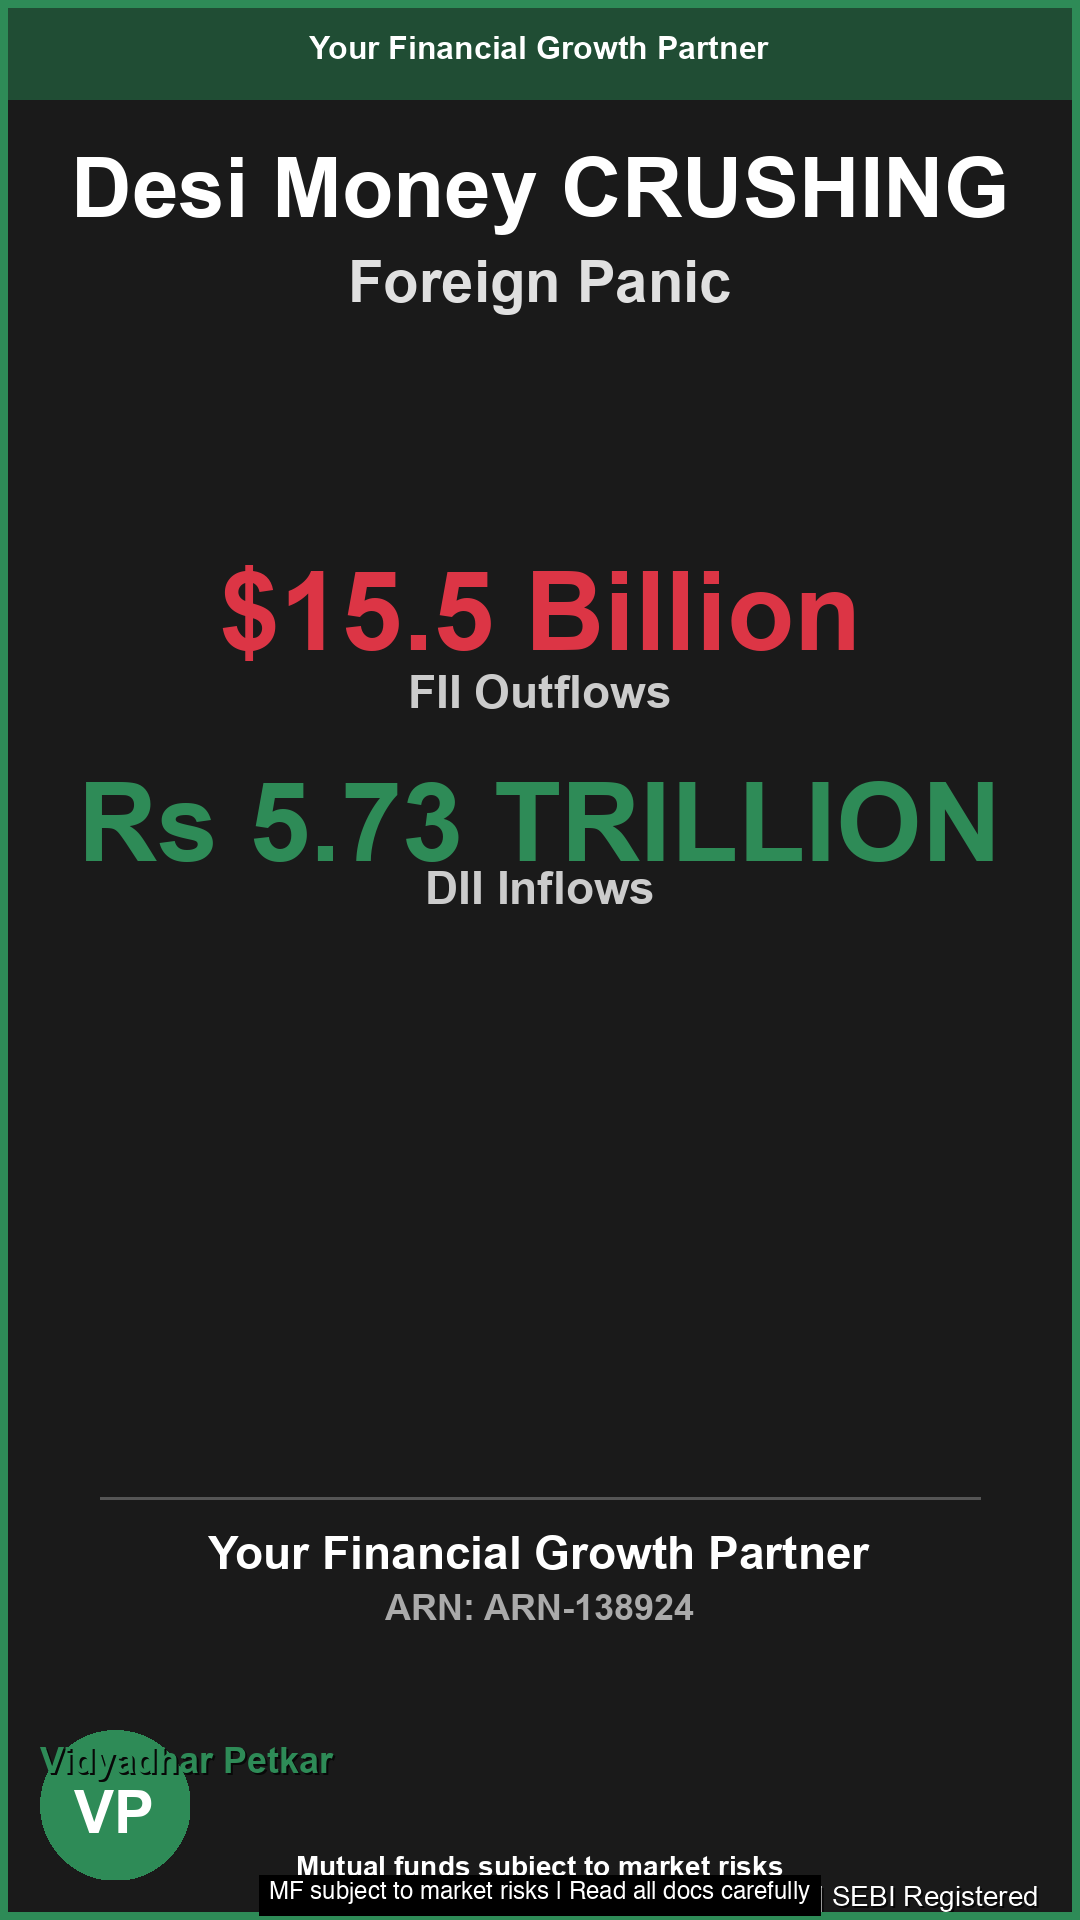 Your Financial Growth Partner
Desi Money CRUSHING
Foreign Panic
$15.5 Billion
FII Outflows
Rs 5.73 TRILLION
DII Inflows
Your Financial Growth Partner
ARN: ARN-138924
Vidyadhar Petkar
VP
Mutual funds subject to market risks
MF subject to market risks | Read all docs carefully
| SEBI Registered